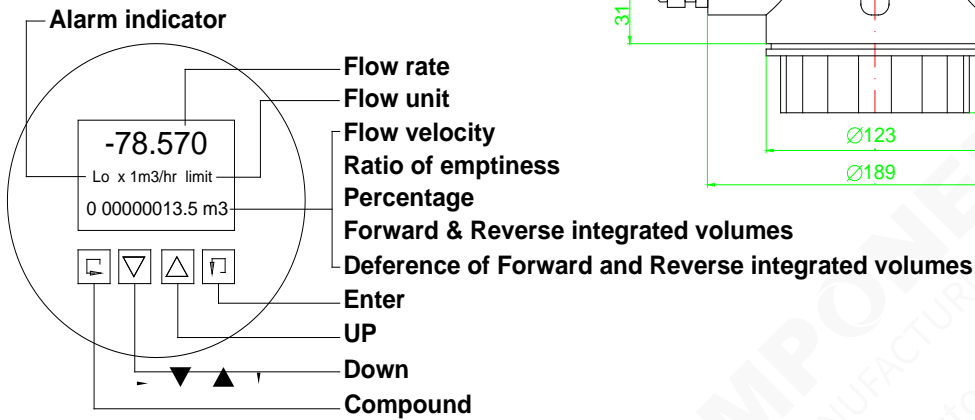 Alarm indicator
31
Flow rate
Flow unit
Flow velocity
Ratio of emptiness
Percentage
Forward & Reverse integrated volumes
Deference of Forward and Reverse integrated volumes
Enter
UP
Down
Compound
-78.570
Lo x 1m3/hr limit
0 00000013.5 m3
Ø123
Ø189